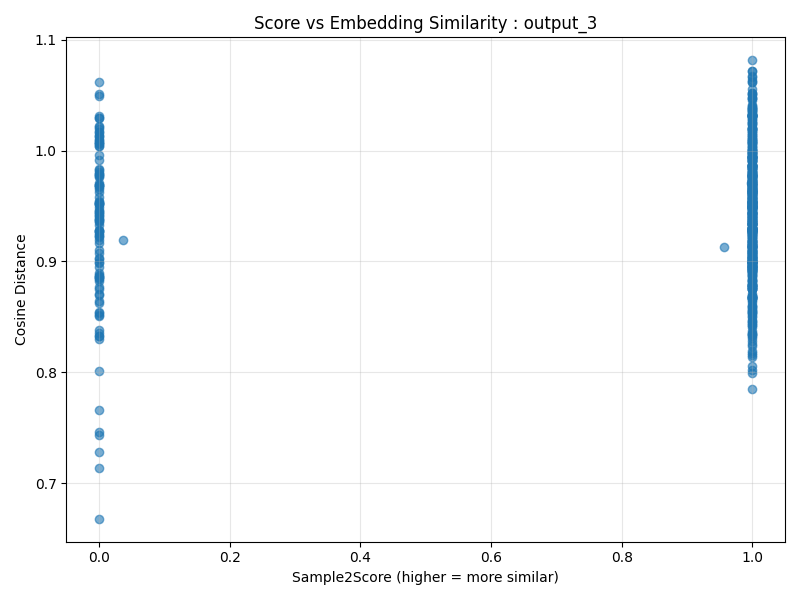 Score vs Embedding Similarity : output_3
1.1
1.0
0.9
0.8
0.7
Cosine Distance
0.0 0.2 0.4 0.6 0.8 1.0
Sample2Score (higher = more similar)